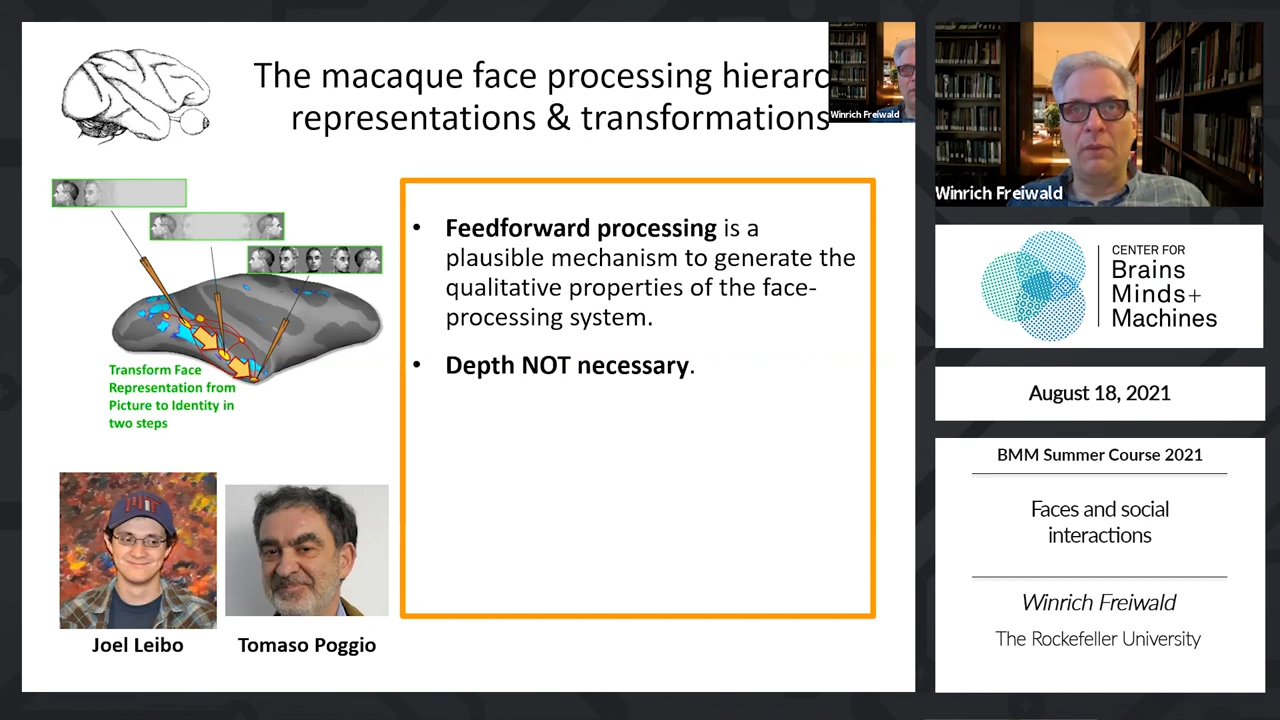 The macaque face processing hierarc
representations & transformations
Winrich Freiwald
Transform Face
Representation from
Picture to Identity in
two steps
Joel Leibo
Tomaso Poggio
• Feedforward processing is a
plausible mechanism to generate the
qualitative properties of the face-
processing system.
• Depth NOT necessary.
Winrich Freiwald
CENTER FOR
Brains
Minds+
Machines
August 18, 2021
BMM Summer Course 2021
Faces and social
interactions
Winrich Freiwald
The Rockefeller University